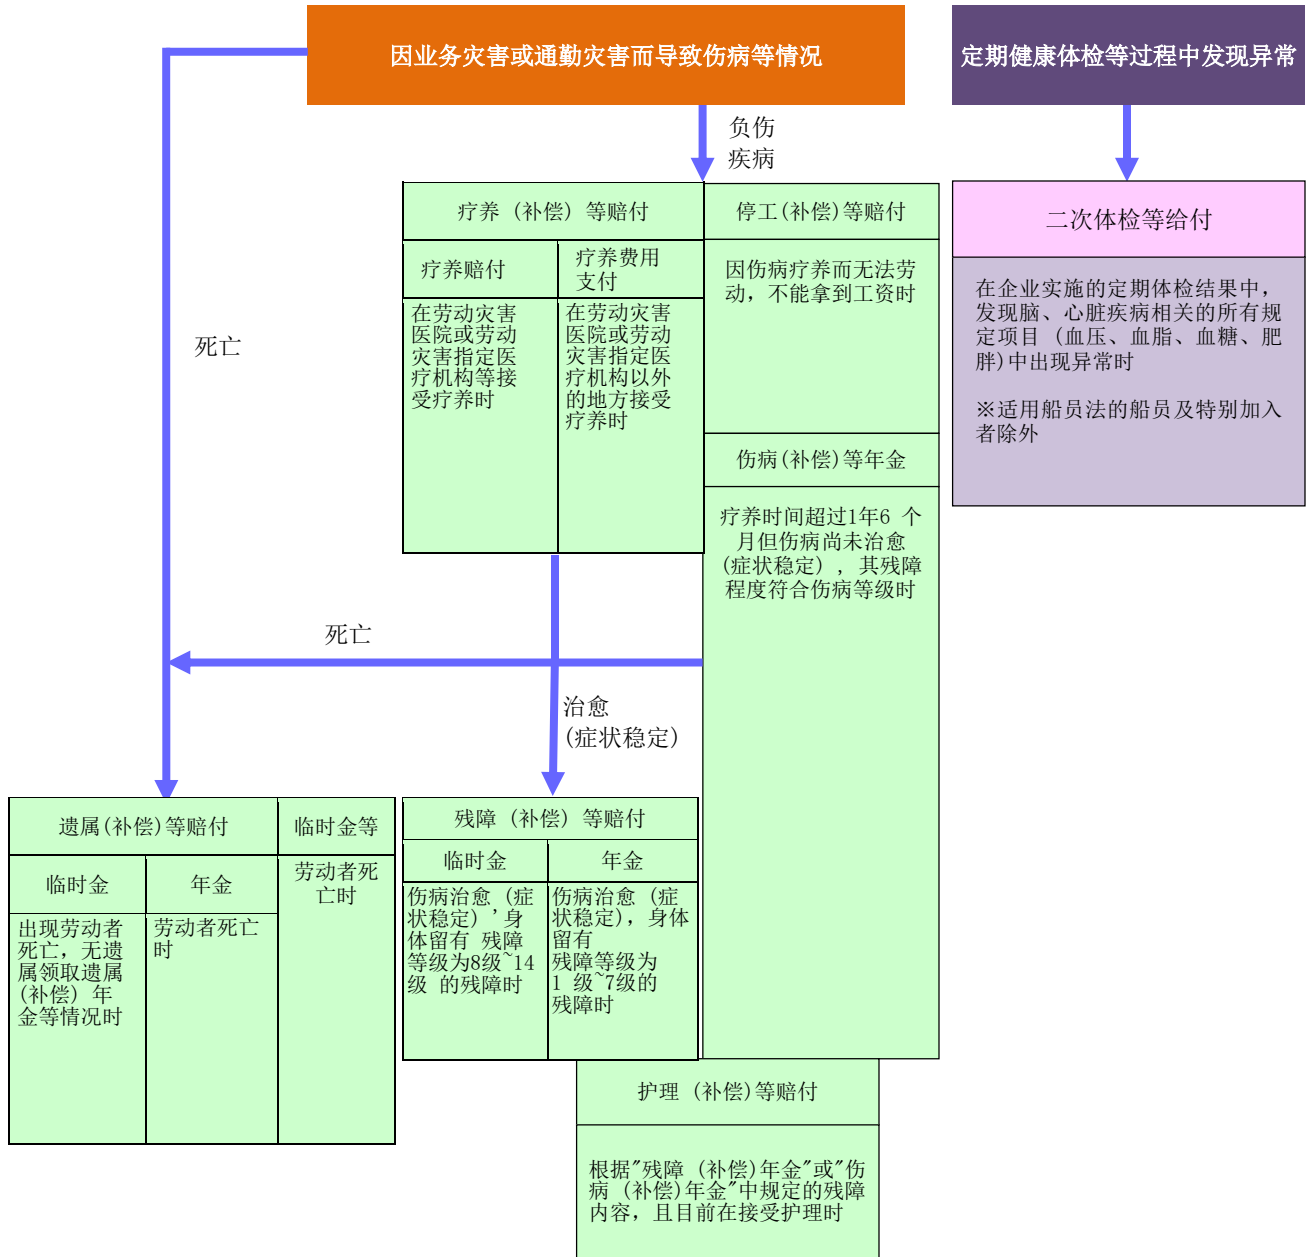 因业务灾害或通勤灾害而导致伤病等情况
定期健康体检等过程中发现异常
负伤
疾病
死亡
疗养 (补偿) 等赔付
疗养赔付
在劳动灾害
医院或劳动
灾害指定医
疗机构等接
受疗养时
疗养费用
支付
在劳动灾害
医院或劳动
灾害指定医
疗机构以外
的地方接受
疗养时
停工(补偿)等赔付
因伤病疗养而无法劳
动，不能拿到工资时
伤病(补偿)等年金
疗养时间超过1年6 个
月但伤病尚未治愈
(症状稳定) , 其残障
程度符合伤病等级时
二次体检等给付
在企业实施的定期体检结果中，
发现脑、心脏疾病相关的所有规
定项目 (血压、血脂、血糖、肥
胖)中出现异常时
※适用船员法的船员及特别加入
者除外
死亡
治愈
(症状稳定)
遗属(补偿)等赔付
临时金
出现劳动者
死亡，无遗
属领取遗属
(补偿) 年
金等情况时
年金
劳动者死亡
时
临时金等
劳动者死
亡时
残障 (补偿) 等赔付
临时金
伤病治愈 (症
状稳定) ’身
体留有 残障
等级为8级~14
级 的残障时
年金
伤病治愈 (症
状稳定), 身体
留有
残障等级为
1 级~7级的
残障时
护理 (补偿)等赔付
根据"残障 (补偿)年金"或"伤
病 (补偿)年金"中规定的残障
内容，且目前在接受护理时